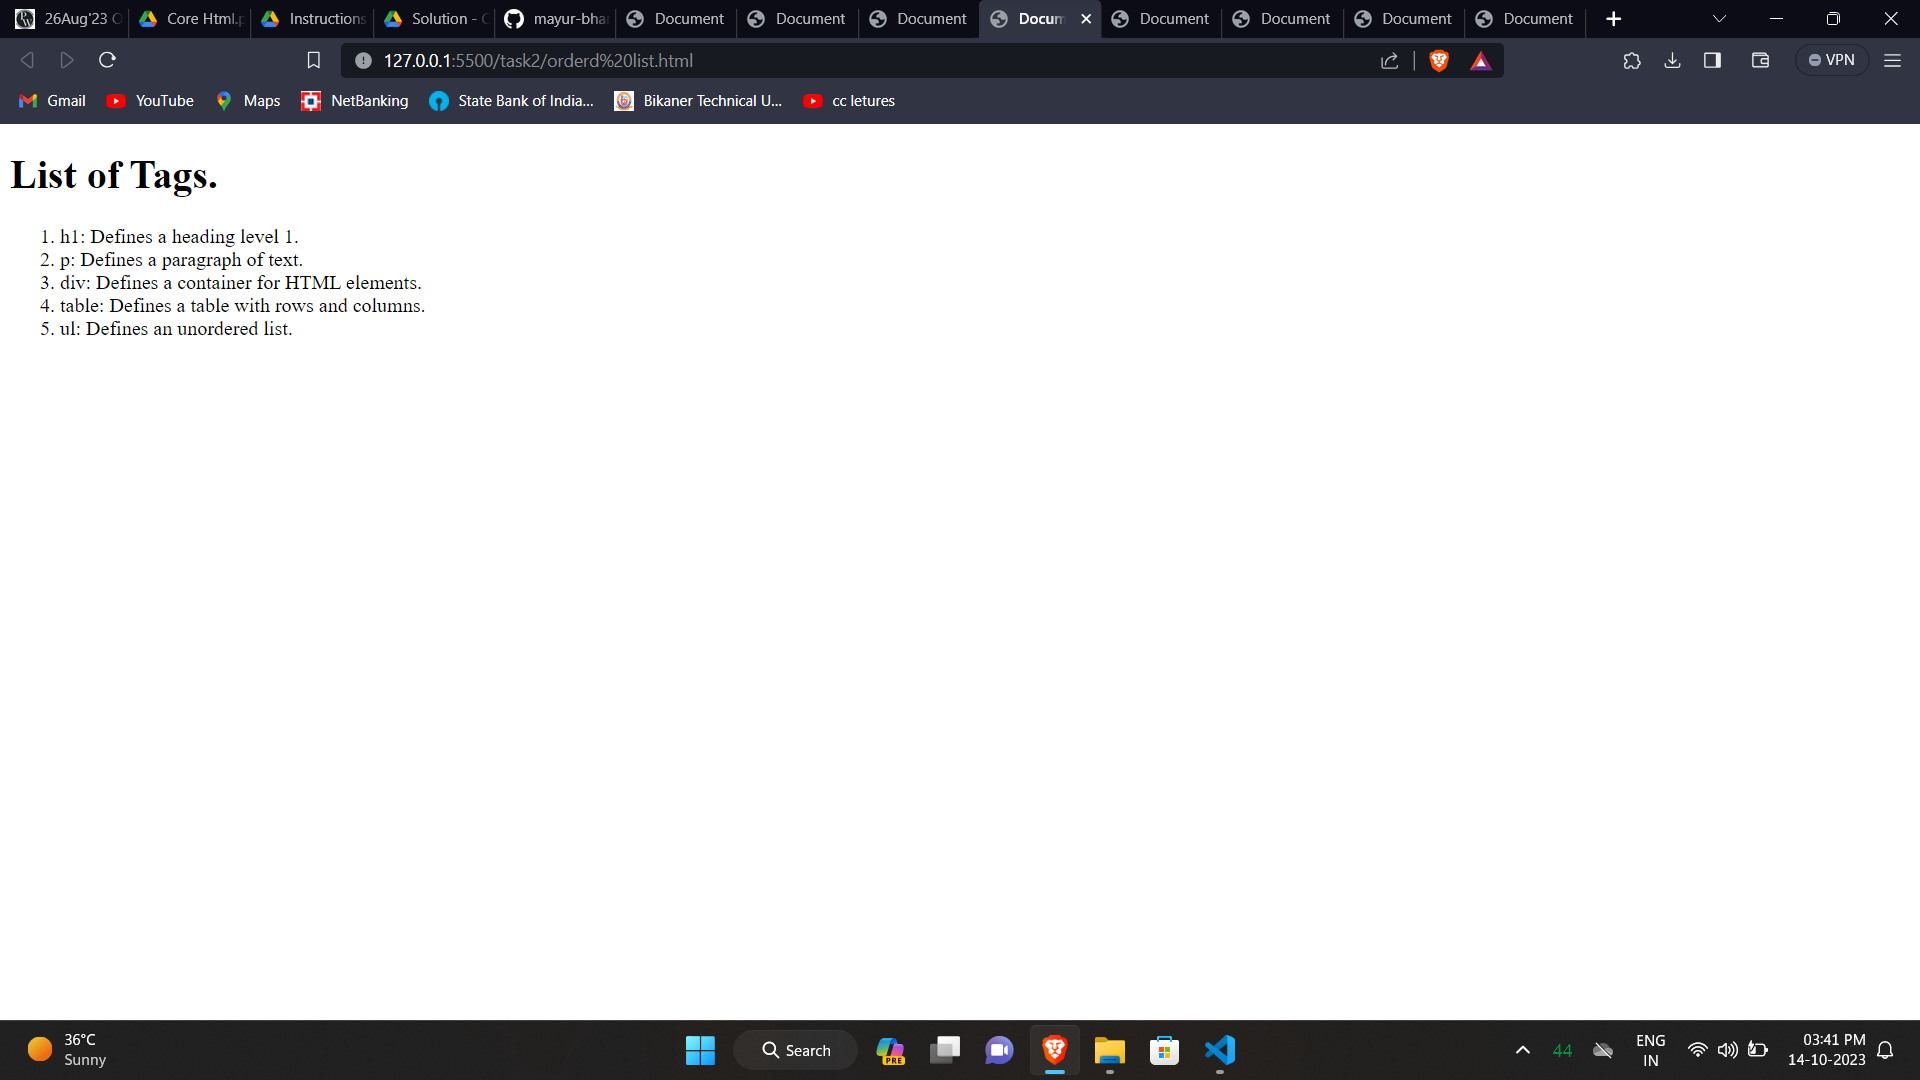 26Aug'23
Core Html.p
Instructions
Solution -
mayur-bha
Document
Document
Document
Docum
Document
Document
Document
Document
127.0.0.1:5500/task2/orderd%20list.html
VPN
Gmail
YouTube
Maps
NetBanking
State Bank of India...
Bikaner Technical U...
cc letures
List of Tags.
1. h1: Defines a heading level 1.
2. p: Defines a paragraph of text.
3. div: Defines a container for HTML elements.
4. table: Defines a table with rows and columns.
5. ul: Defines an unordered list.
36°C
Sunny
Search
PRE
44
ENG
IN
03:41 PM
14-10-2023